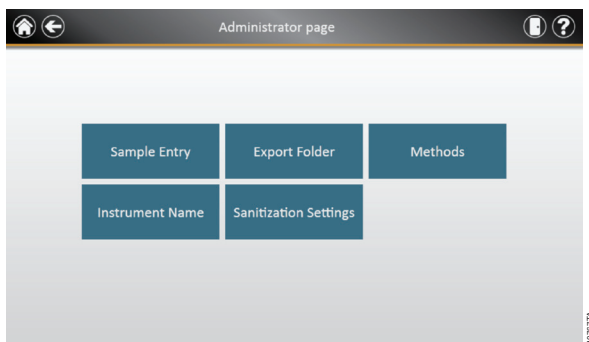 Administrator page
?
Sample Entry
Export Folder
Methods
Instrument Name
Sanitization Settings